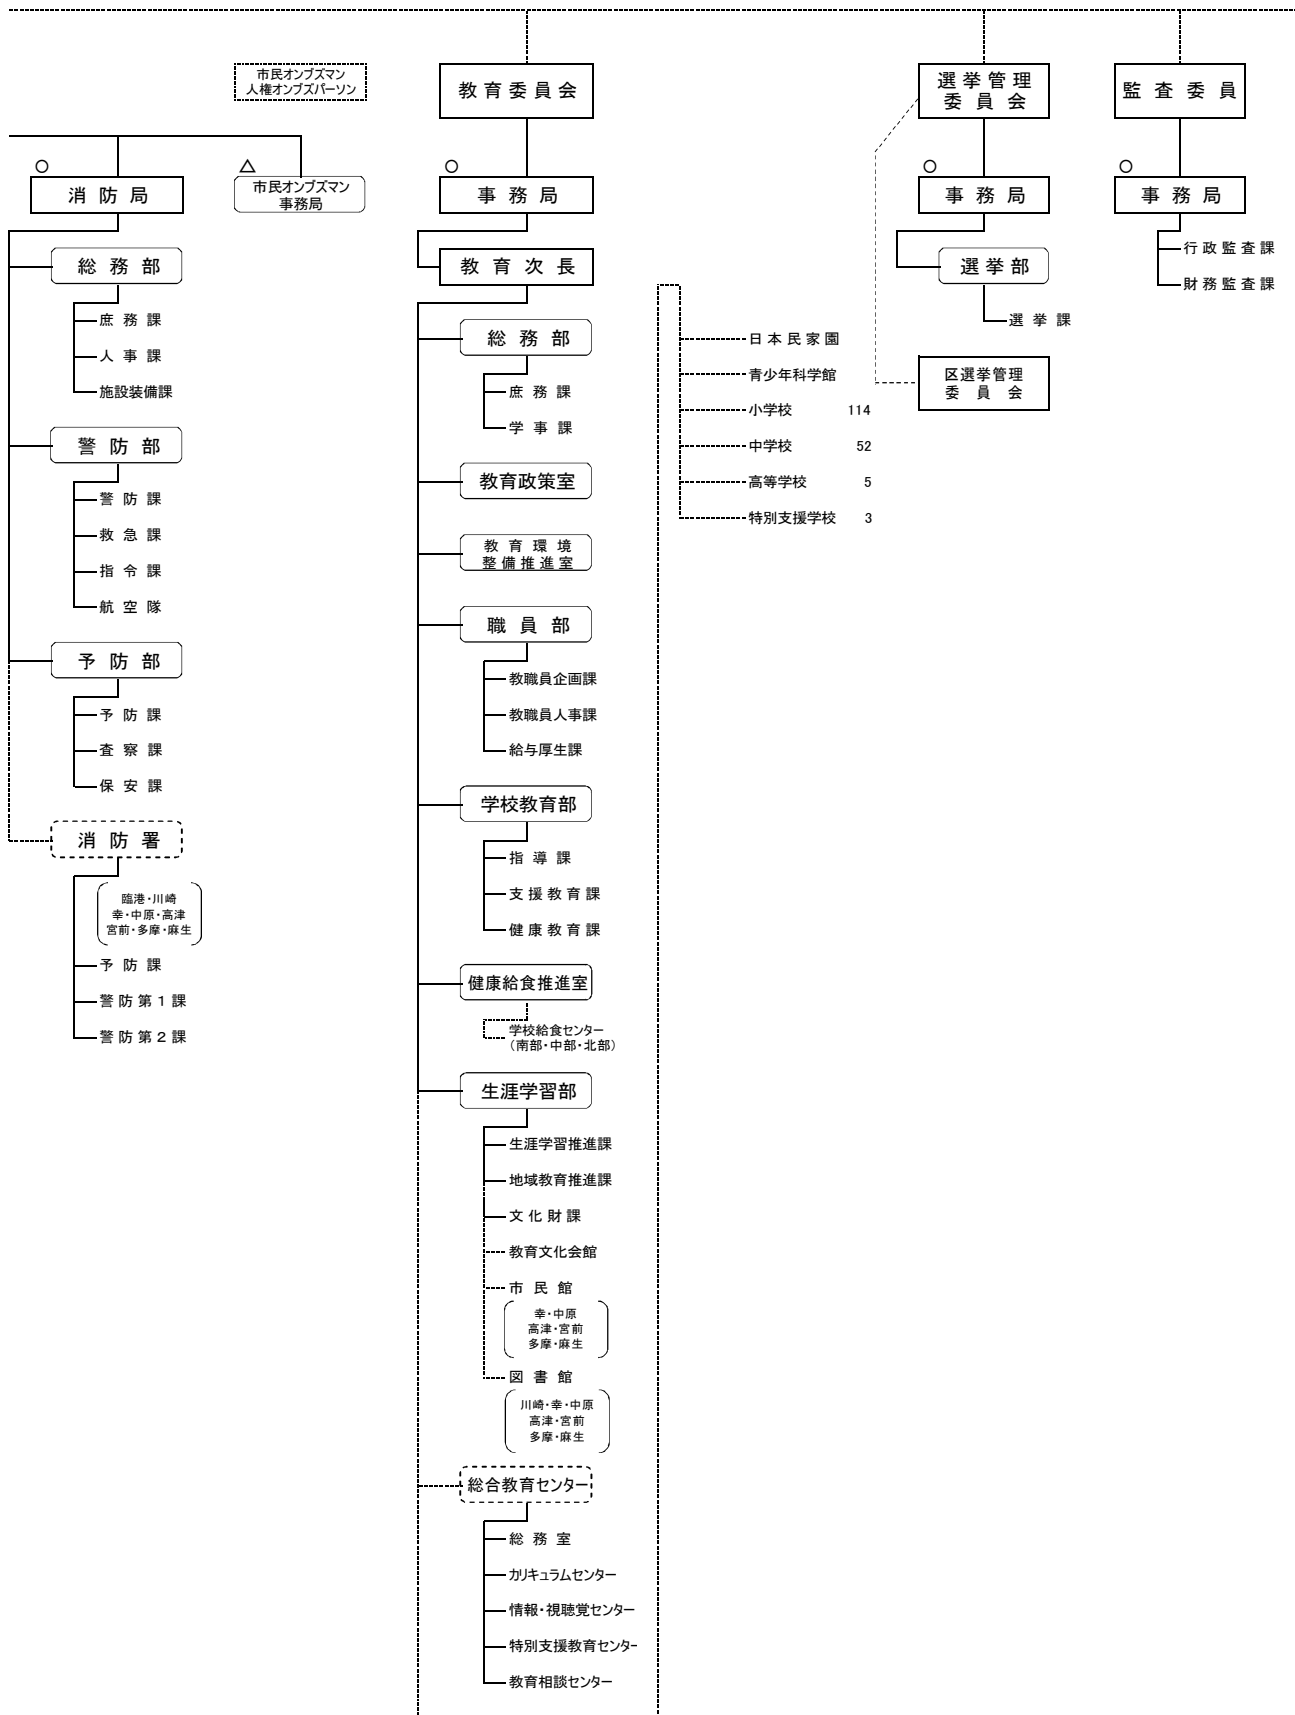 市民オンブズマン
人権オンブズパーソン
教育委員会
選挙管理
委員会
監査委員
○
消防局
△
市民オンブズマン
事務局
○
事務局
○
事務局
○
事務局
総務部
庶務課
人事課
施設装備課
警防部
警防課
救急課
指令課
航空隊
予防部
予防課
査察課
保安課
消防署
臨港・川崎
幸・中原・高津
宮前・多摩・麻生
予防課
警防第1課
警防第2課
教育次長
総務部
庶務課
学事課
教育政策室
教育環境
整備推進室
職員部
教職員企画課
教職員人事課
給与厚生課
学校教育部
指導課
支援教育課
健康教育課
健康給食推進室
学校給食センター
(南部・中部・北部)
生涯学習部
生涯学習推進課
地域教育推進課
文化財課
教育文化会館
市民館
幸・中原
高津・宮前
多摩・麻生
図書館
川崎・幸・中原
高津・宮前
多摩・麻生
総合教育センター
総務室
カリキュラムセンター
情報・視聴覚センター
特別支援教育センター
教育相談センター
日本民家園
青少年科学館
小学校 114
中学校 52
高等学校 5
特別支援学校 3
選挙部
選挙課
区選挙管理
委員会
行政監査課
財務監査課